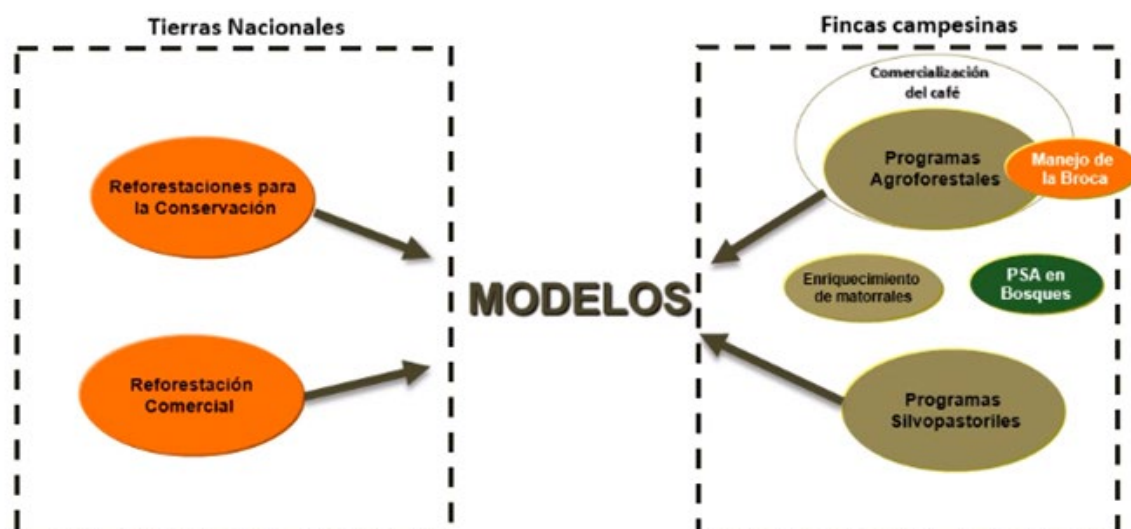 Tierras Nacionales
Reforestaciones para
la Conservación
Reforestación
Comercial
MODELOS
Fincas campesinas
Comercialización
del café
Programas
Agroforestales
Manejo de
la Broca
Enriquecimiento
de matorrales
PSA en
Bosques
Programas
Silvopastoriles